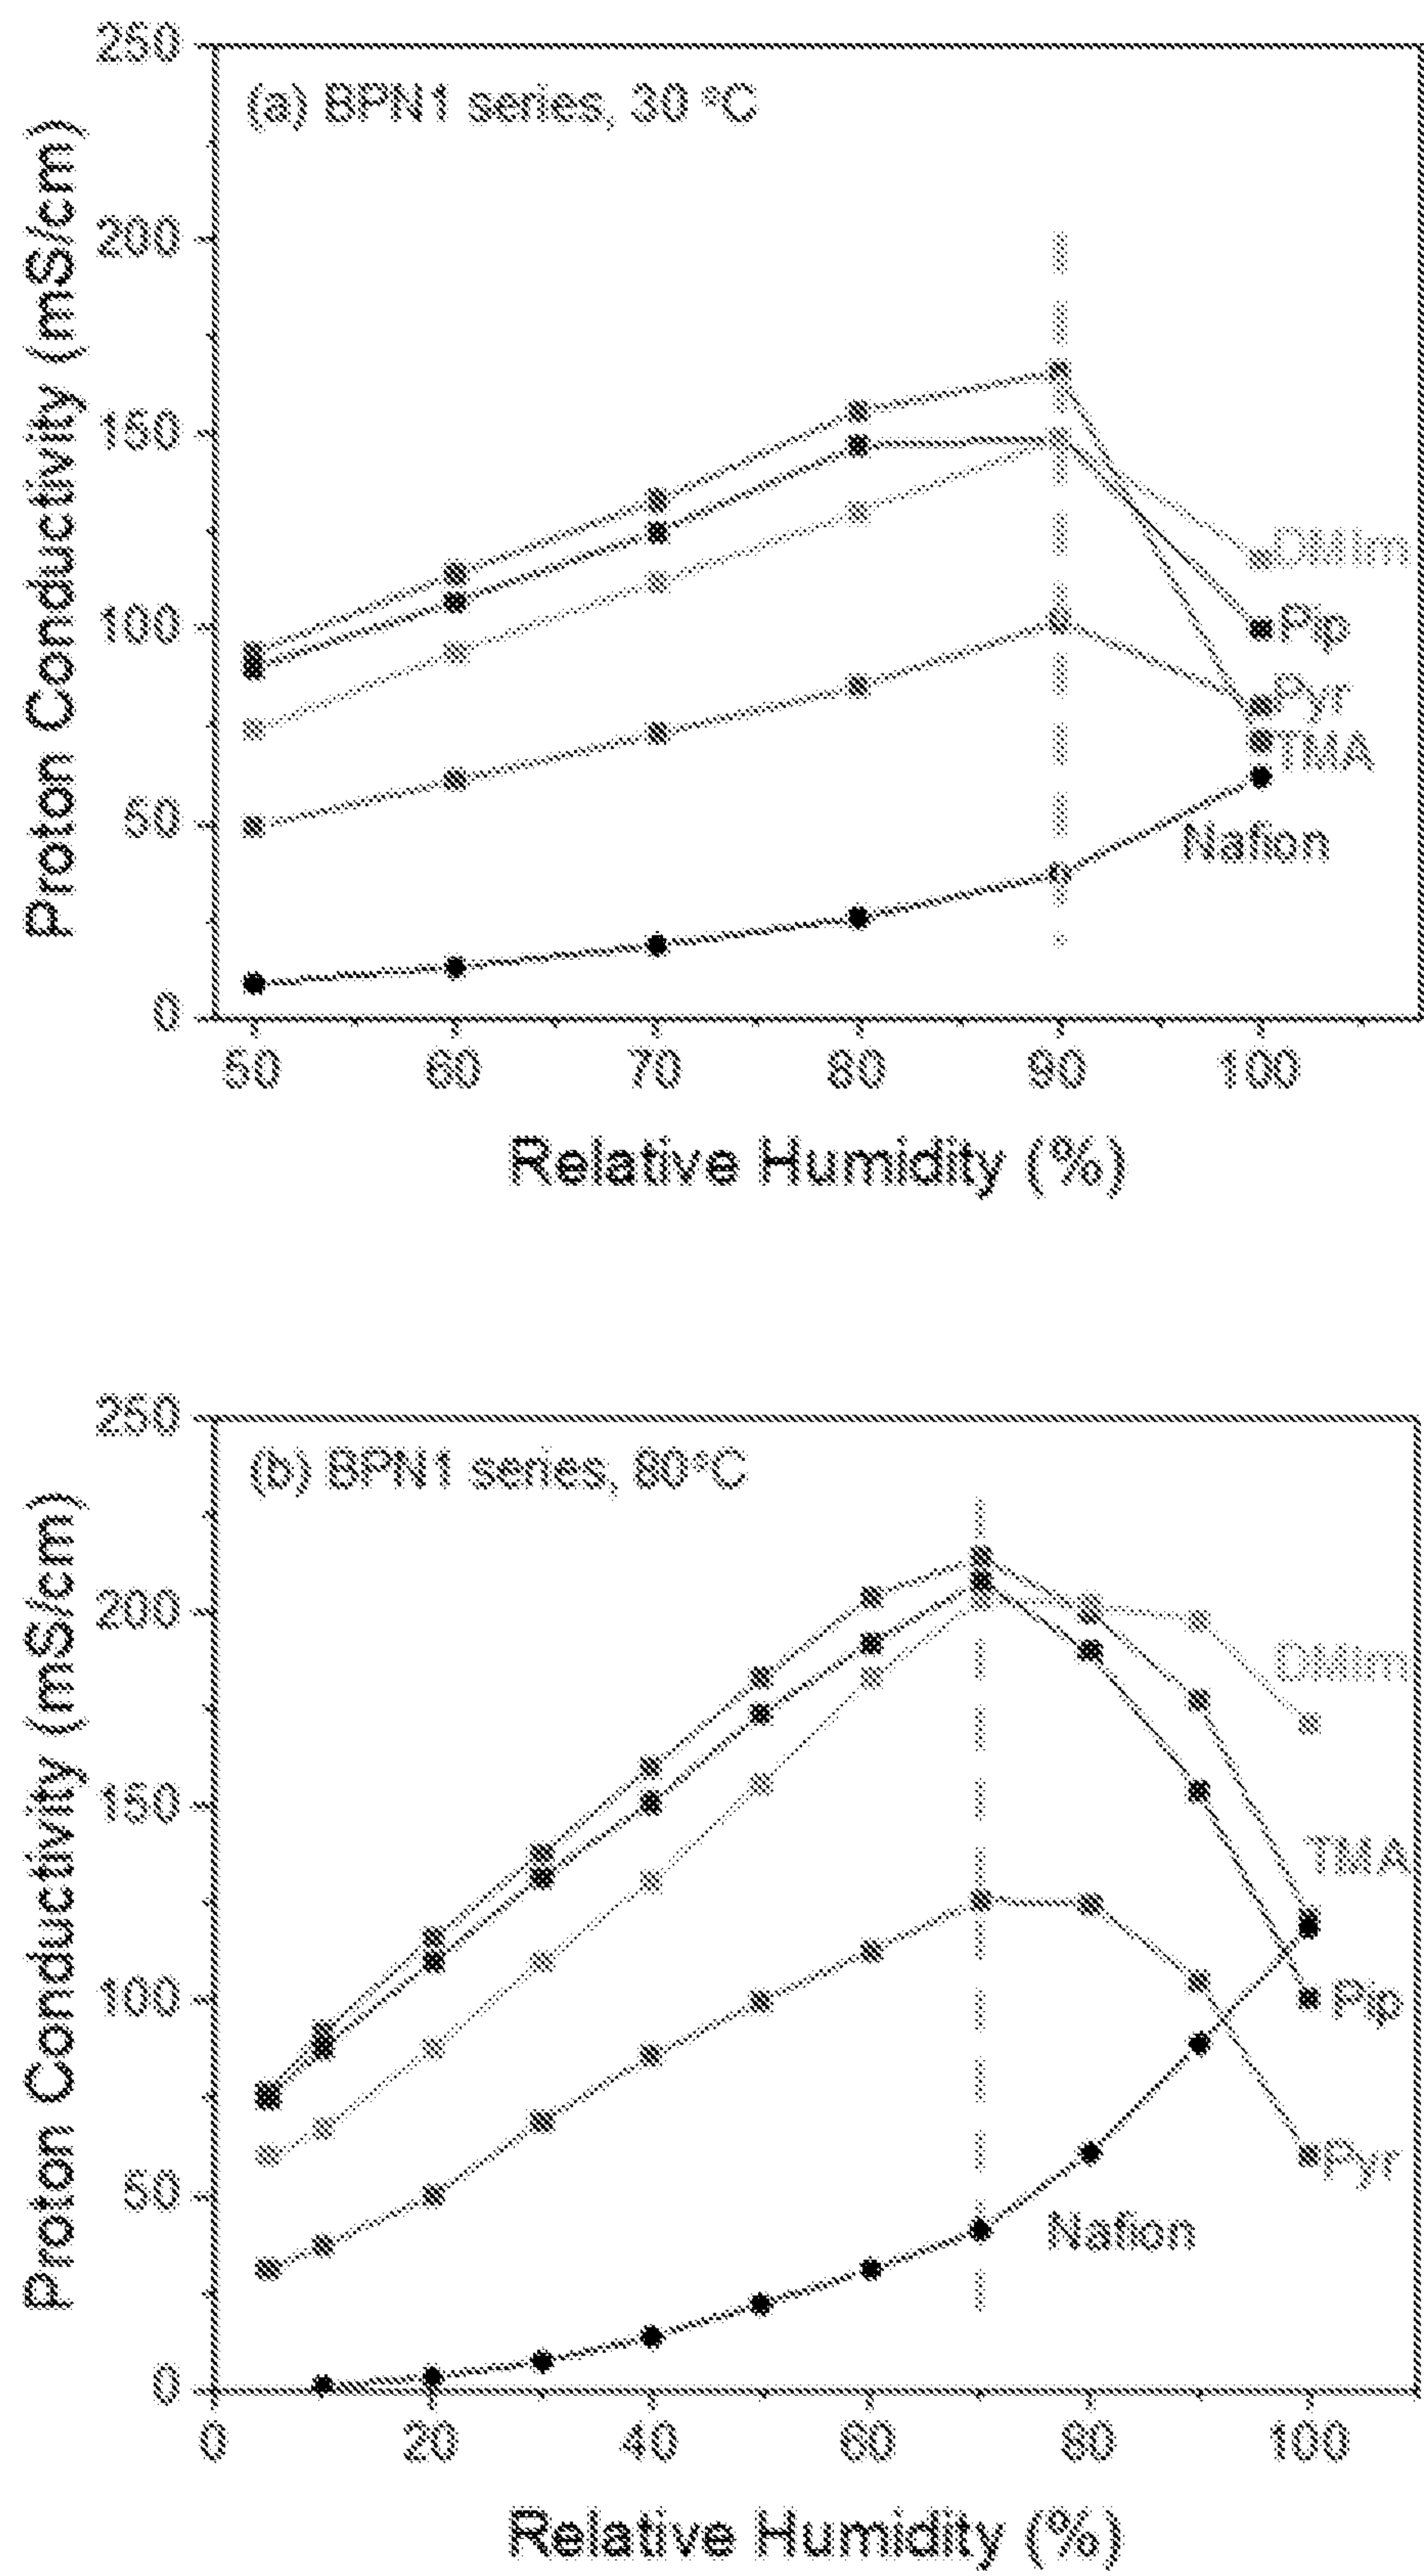 (a) BPN1 series, 30 °C
Proton Conductivity (mS/cm)
250
200
150
100
50
0
DMIm
Pip
Pyr
TMA
Nafion
50 60 70 80 90 100
Relative Humidity (%)
(b) BPN1 series, 80°C
Proton Conductivity (mS/cm)
250
200
150
100
50
0
DMIm
TMA
Pip
Pyr
Nafion
0 20 40 60 80 100
Relative Humidity (%)